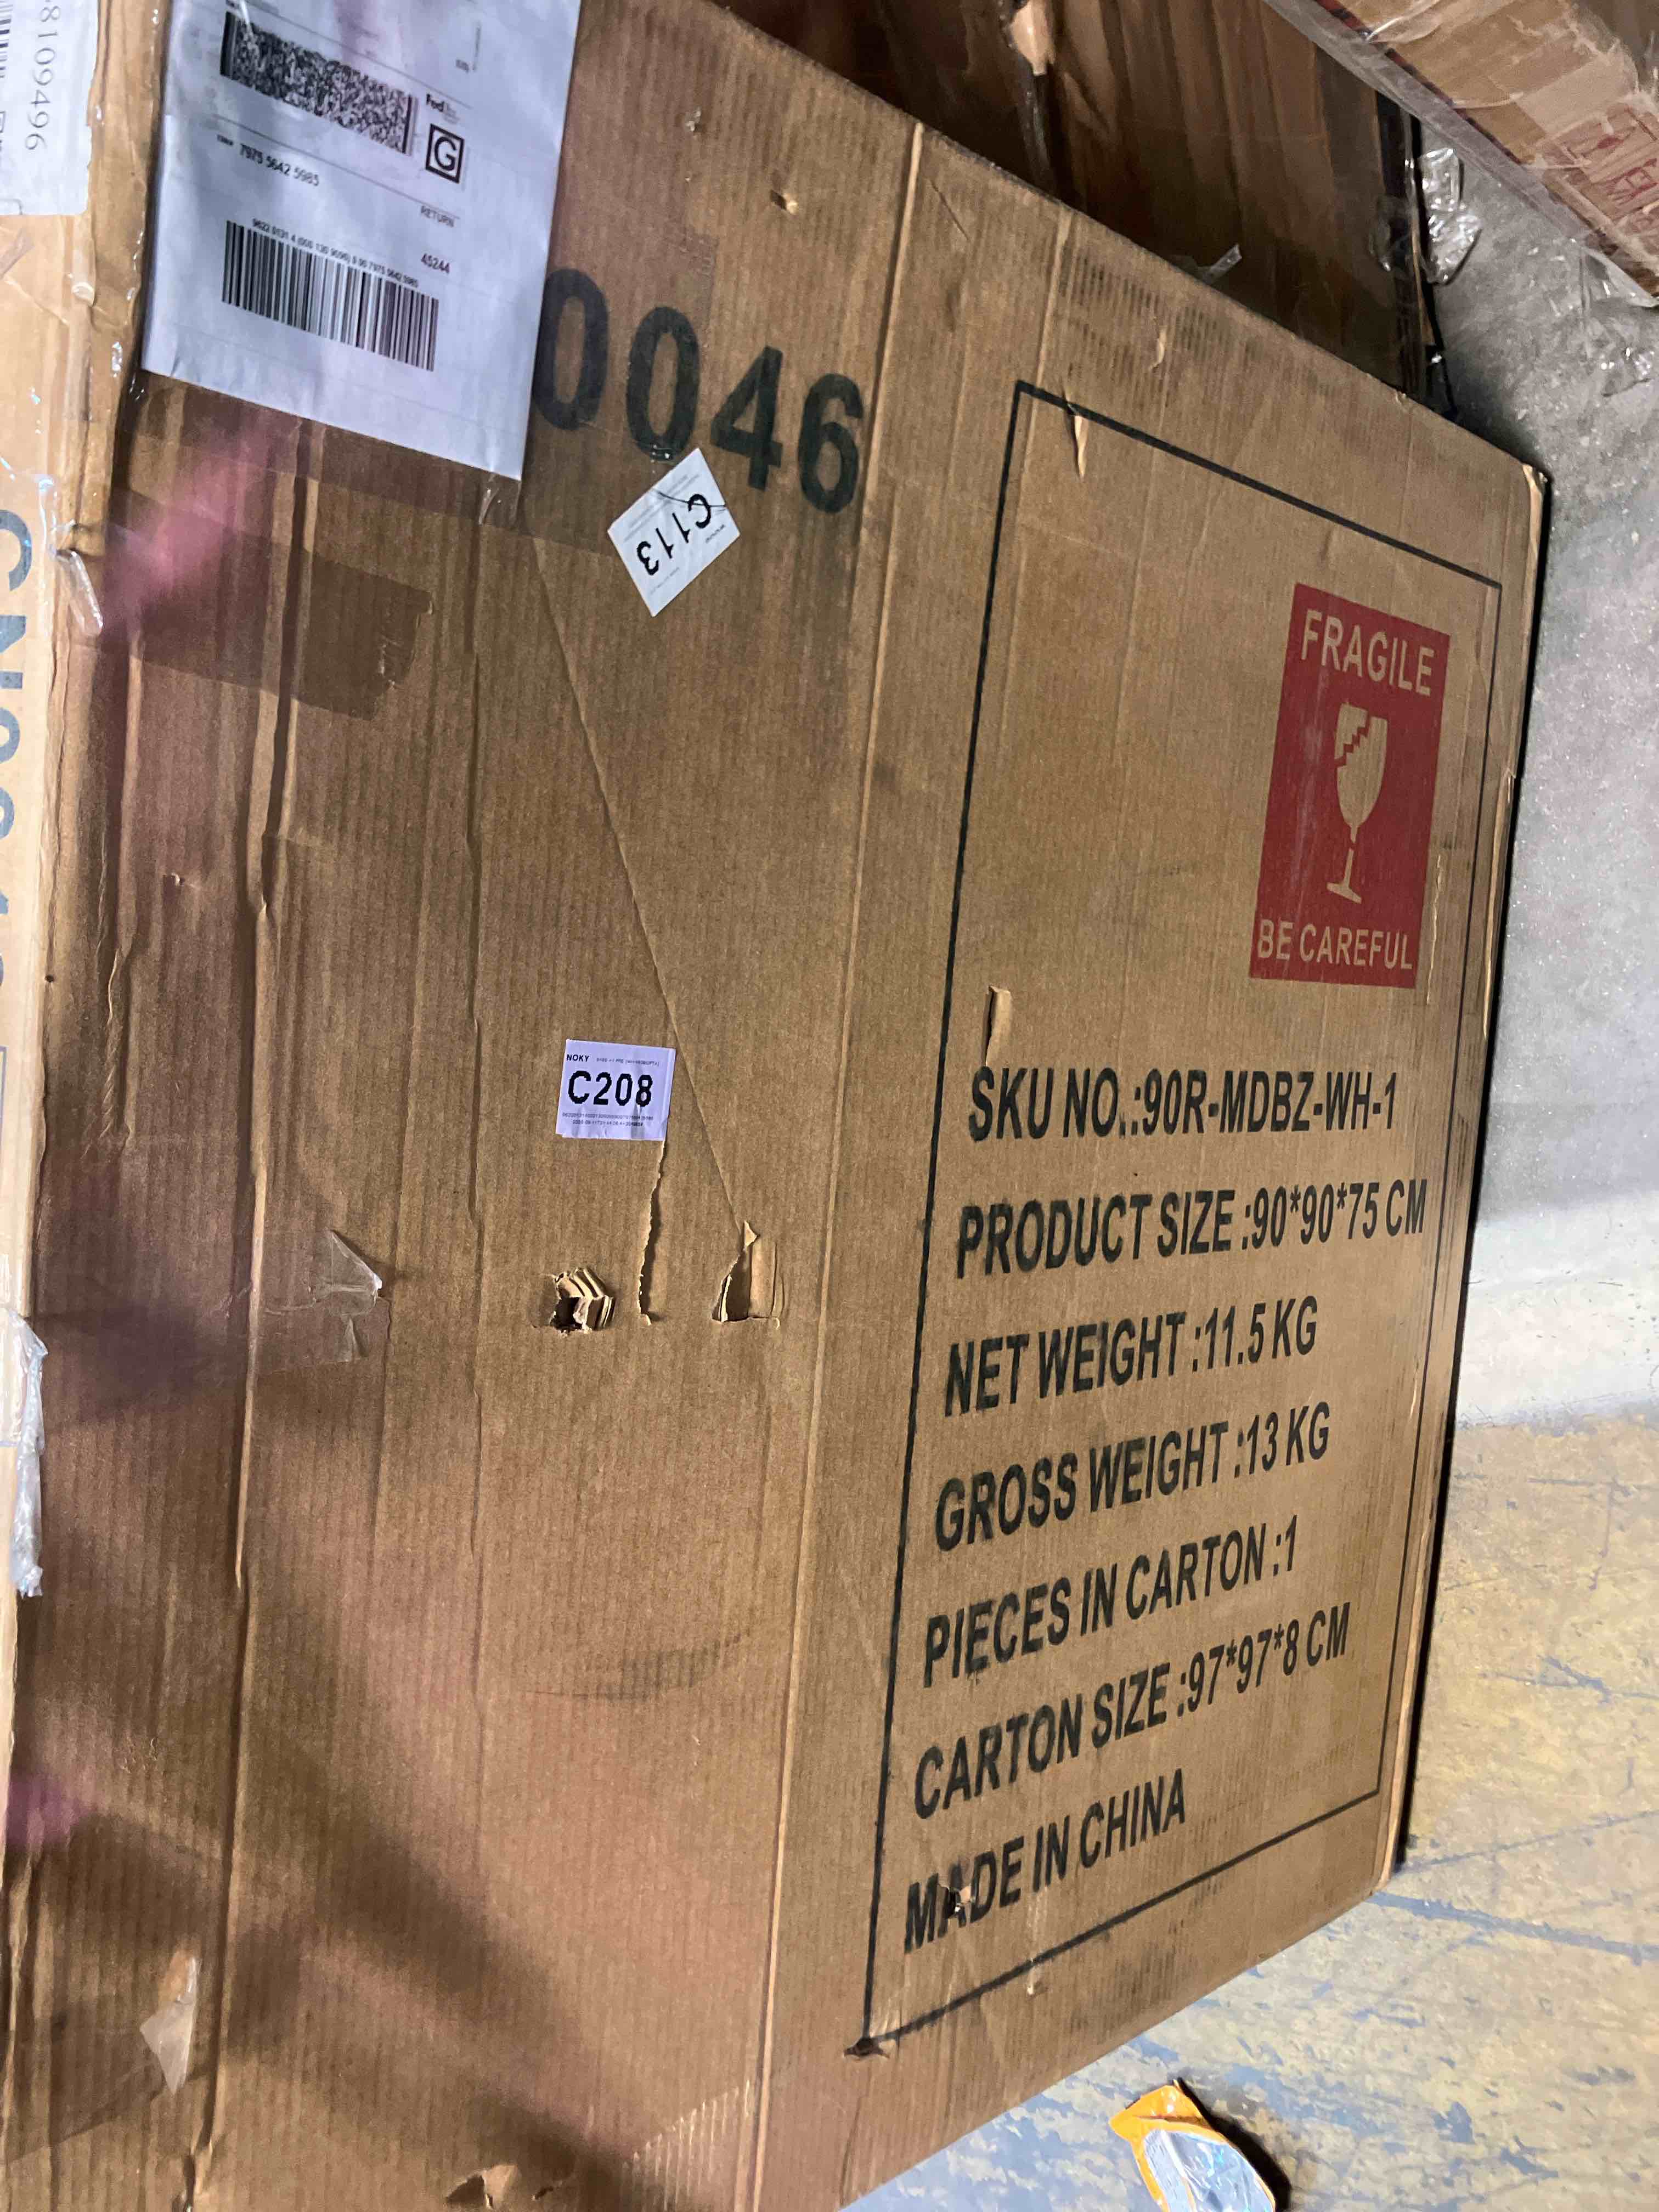 8109496
FedEx
G
TRK# 7975 5642 5985
RETURN
45244
0046
C113
NOKY
C208
FRAGILE
BE CAREFUL
SKU NO.:90R-MDBZ-WH-1
PRODUCT SIZE :90*90*75 CM
NET WEIGHT :11.5 KG
GROSS WEIGHT :13 KG
PIECES IN CARTON :1
CARTON SIZE :97*97*8 CM
MADE IN CHINA